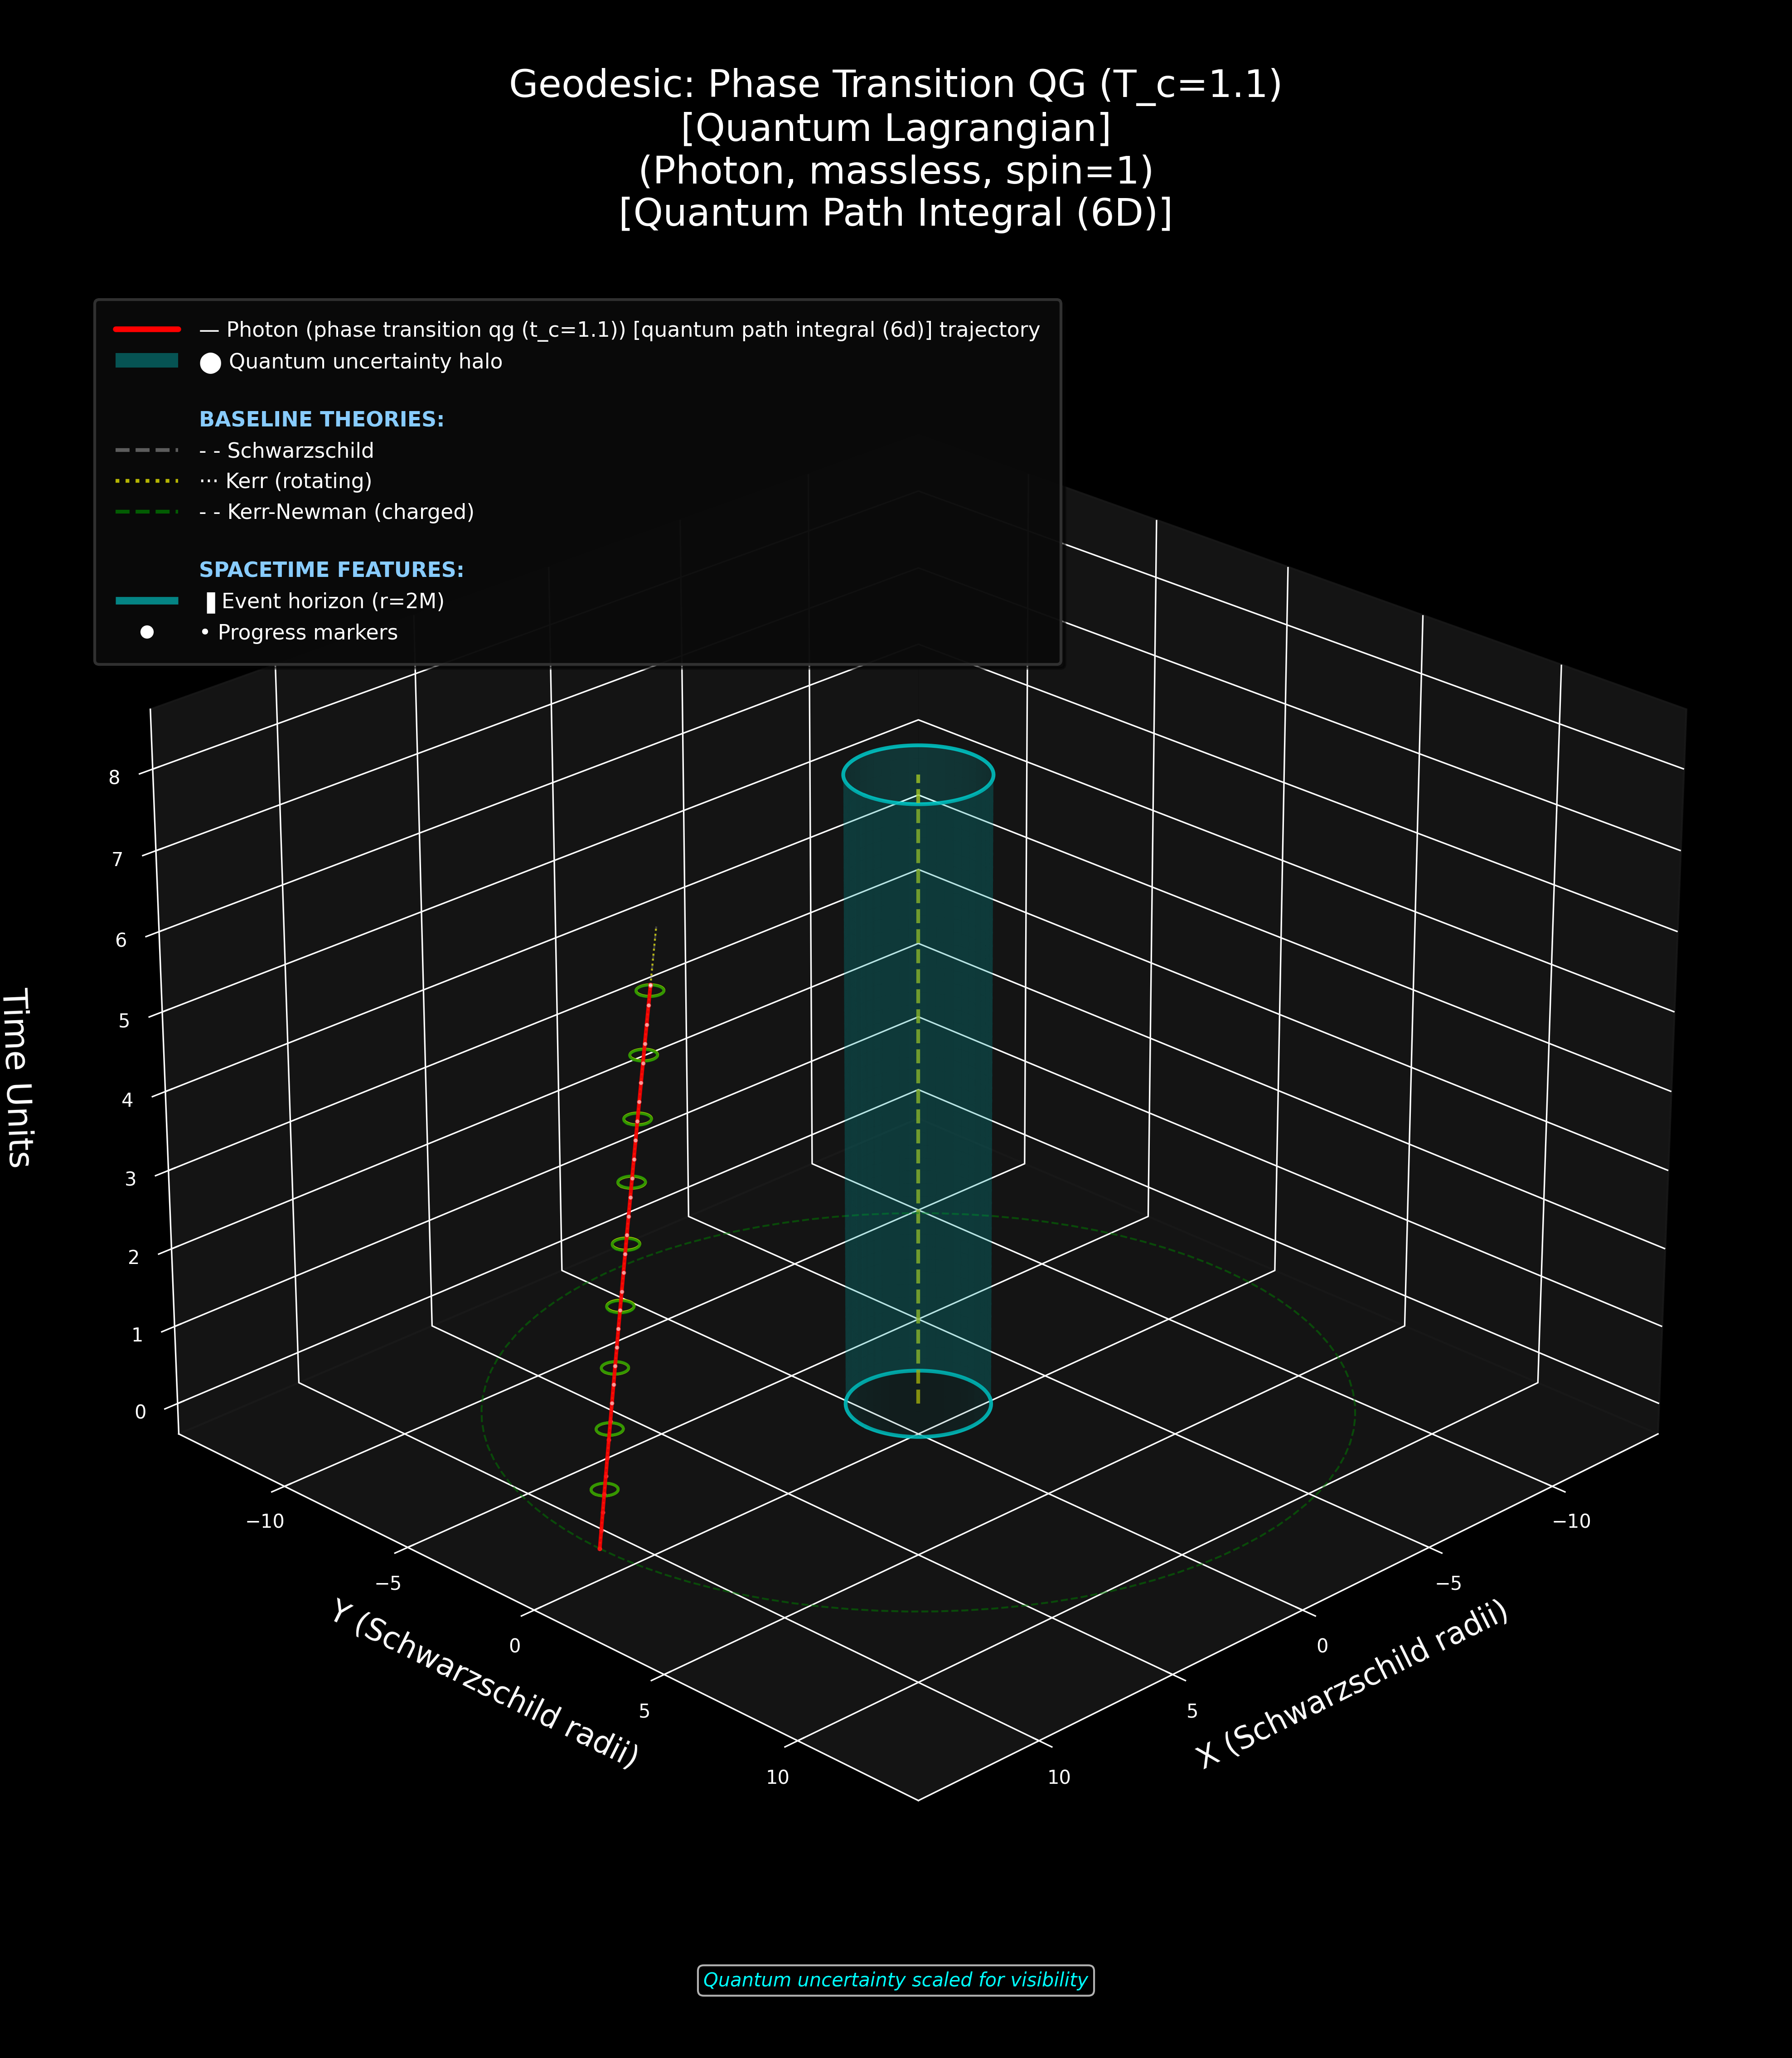 Geodesic: Phase Transition QG (T_c=1.1)
[Quantum Lagrangian]
(Photon, massless, spin=1)
[Quantum Path Integral (6D)]
— Photon (phase transition qg (t_c=1.1)) [quantum path integral (6d)] trajectory
⬤ Quantum uncertainty halo
BASELINE THEORIES:
- - Schwarzschild
··· Kerr (rotating)
- - Kerr-Newman (charged)
SPACETIME FEATURES:
▐ Event horizon (r=2M)
• Progress markers
8
7
6
5
4
3
2
1
0
Time Units
−10
−5
0
5
10
Y (Schwarzschild radii)
−10
−5
0
5
10
X (Schwarzschild radii)
Quantum uncertainty scaled for visibility